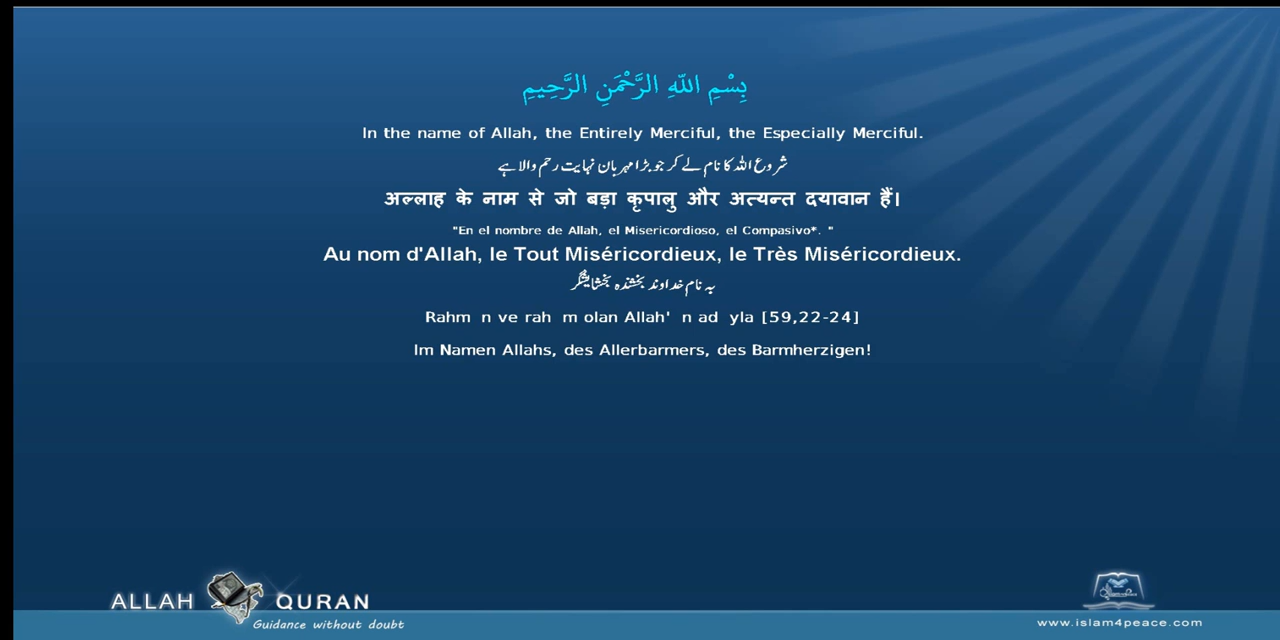 بِسْمِ اللَّهِ الرَّحْمَنِ الرَّحِيمِ
In the name of Allah, the Entirely Merciful, the Especially Merciful.
شروع اللہ کا نام لے کر جو بڑا مہربان نہایت رحم والا ہے
अल्लाह के नाम से जो बड़ा कृपालु और अत्यन्त दयावान हैं।
"En el nombre de Allah, el Misericordioso, el Compasivo*. "
Au nom d'Allah, le Tout Miséricordieux, le Très Miséricordieux.
به نام خداوند بخشنده بخشایشگر
Rahm n ve rah m olan Allah' n ad yla [59,22-24]
Im Namen Allahs, des Allerbarmers, des Barmherzigen!
ALLAH QURAN
Guidance without doubt
www.islam4peace.com